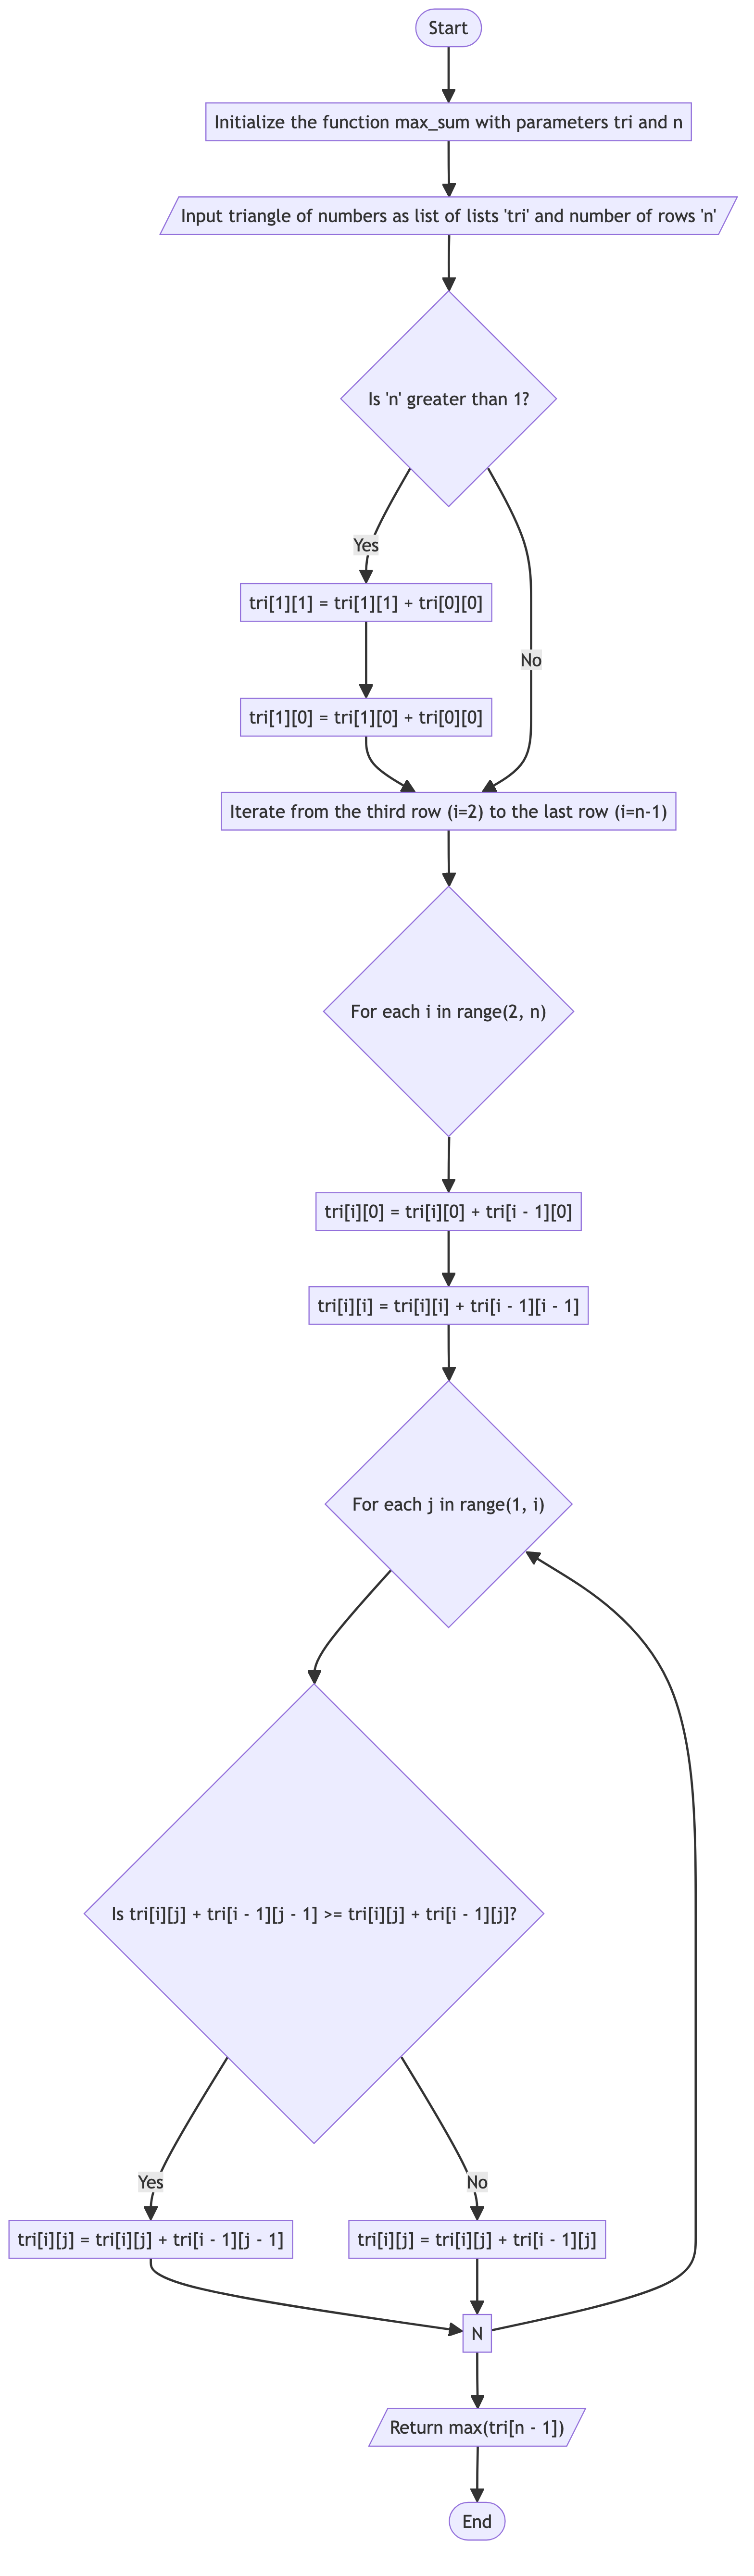 Start
Initialize the function max_sum with parameters tri and n
Input triangle of numbers as list of lists 'tri' and number of rows 'n'
Is 'n' greater than 1?
Yes
tri[1][1] = tri[1][1] + tri[0][0]
No
tri[1][0] = tri[1][0] + tri[0][0]
Iterate from the third row (i=2) to the last row (i=n-1)
For each i in range(2, n)
tri[i][0] = tri[i][0] + tri[i - 1][0]
tri[i][i] = tri[i][i] + tri[i - 1][i - 1]
For each j in range(1, i)
Is tri[i][j] + tri[i - 1][j - 1] >= tri[i][j] + tri[i - 1][j]?
Yes
No
tri[i][j] = tri[i][j] + tri[i - 1][j - 1]
tri[i][j] = tri[i][j] + tri[i - 1][j]
N
Return max(tri[n - 1])
End